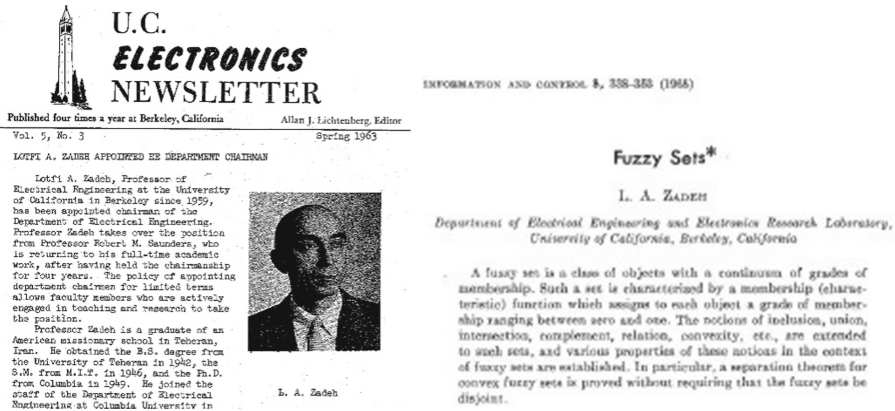 U.C.
ELECTRONICS
NEWSLETTER
Published four times a year at Berkeley, California
Allan J. Lichtenberg, Editor
Vol. 5, No. 3
Spring 1963
LOTFI A. ZADEH APPOINTED EE DEPARTMENT CHAIRMAN
Lotfi A. Zadeh, Professor of
Electrical Engineering at the University
of California in Berkeley since 1959,
has been appointed chairman of the
Department of Electrical Engineering.
Professor Zadeh takes over the position
from Professor Robert M. Saunders, who
is returning to his full-time academic
work, after having held the chairmanship
for four years. The policy of appointing
department chairmen for limited terms
allows faculty members who are actively
engaged in teaching and research to take
the position.
Professor Zadeh is a graduate of an
American missionary school in Teheran,
Iran. He obtained the B.S. degree from
the University of Teheran in 1942, the
S.M. from M.I.T. in 1946, and the Ph.D.
from Columbia in 1949. He joined the
staff of the Department of Electrical
Engineering at Columbia University in
L. A. Zadeh
INFORMATION AND CONTROL 8, 338-353 (1965)
Fuzzy Sets*
L. A. ZADEH
Department of Electrical Engineering and Electronics Research Laboratory,
University of California, Berkeley, California
A fuzzy set is a class of objects with a continuum of grades of
membership. Such a set is characterized by a membership (charac-
teristic) function which assigns to each object a grade of member-
ship ranging between zero and one. The notions of inclusion, union,
intersection, complement, relation, convexity, etc., are extended
to such sets, and various properties of these notions in the context
of fuzzy sets are established. In particular, a separation theorem for
convex fuzzy sets is proved without requiring that the fuzzy sets be
disjoint.